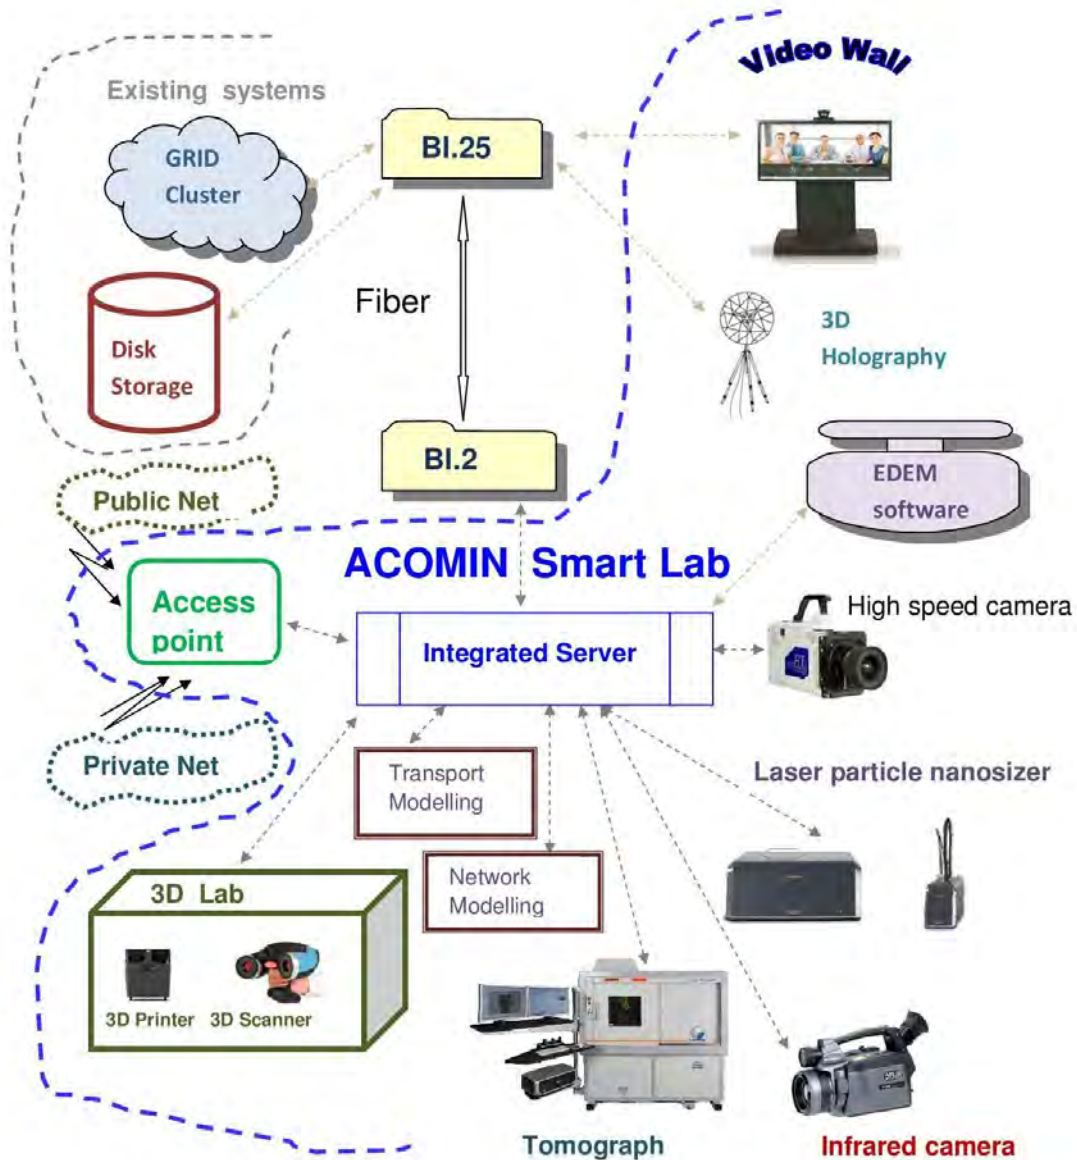 Video Wall
Existing systems
GRID
Cluster
BI.25
Fiber
3D
Holography
Disk
Storage
BI.2
EDEM
software
Public Net
ACOMIN Smart Lab
Access
point
High speed camera
Integrated Server
Private Net
Transport
Modelling
Laser particle nanosizer
Network
Modelling
3D Lab
3D Printer
3D Scanner
Tomograph
Infrared camera